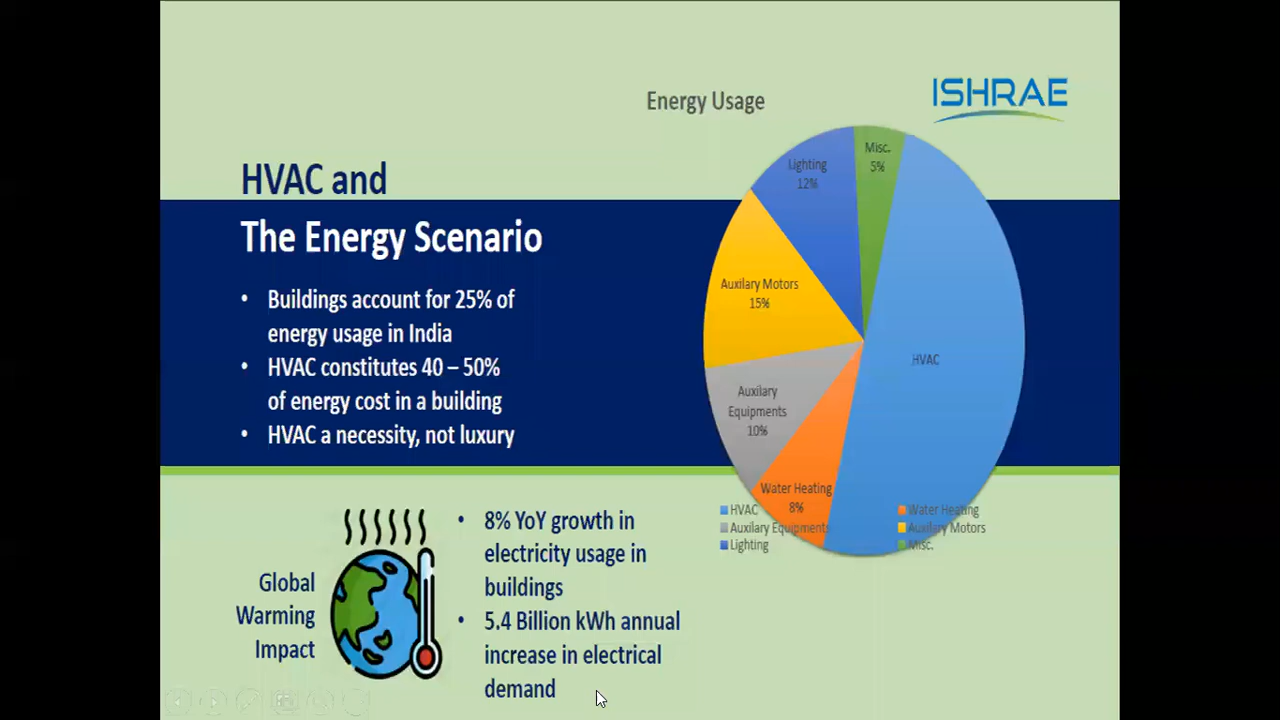 Energy Usage
ISHRAE
HVAC and
The Energy Scenario
• Buildings account for 25% of
energy usage in India
• HVAC constitutes 40 – 50%
of energy cost in a building
• HVAC a necessity, not luxury
Misc.
5%
Lighting
12%
Auxilary Motors
15%
HVAC
Auxilary
Equipments
10%
Water Heating
8%
HVAC
Water Heating
Auxilary Equipments
Auxilary Motors
Lighting
Misc.
Global
Warming
Impact
• 8% YoY growth in
electricity usage in
buildings
• 5.4 Billion kWh annual
increase in electrical
demand